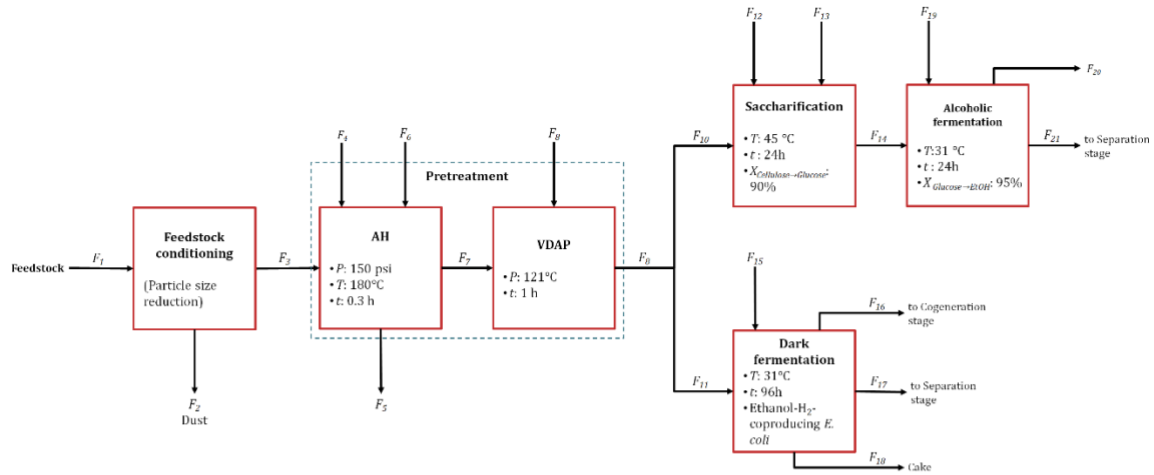 F12
F13
F19
F20
Saccharification
• T: 45 °C
• t : 24h
• XCellulose→Glucose:
90%
Alcoholic
fermentation
• T:31 °C
• t : 24h
• XGlucose→EtOH: 95%
F10
F14
F21
to Separation
stage
F4
F6
F8
Pretreatment
Feedstock
F1
Feedstock
conditioning
(Particle size
reduction)
F3
AH
• P: 150 psi
• T: 180°C
• t: 0.3 h
F7
VDAP
• P: 121°C
• t: 1 h
F8
F2
Dust
F5
F15
F16
to Cogeneration
stage
Dark
fermentation
• T: 31°C
• t: 96h
• Ethanol-H2-
coproducing E.
coli
F11
F17
to Separation
stage
F18
Cake